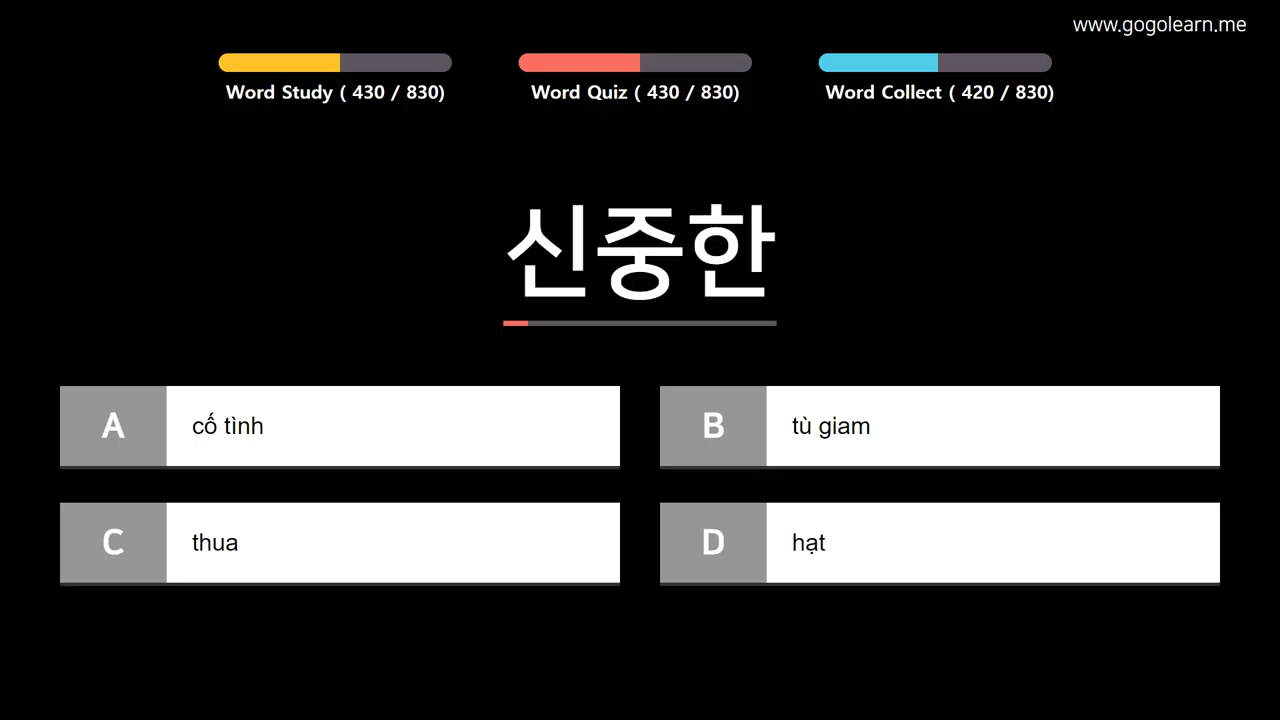 www.gogolearn.me
Word Study ( 430 / 830)
Word Quiz ( 430 / 830)
Word Collect ( 420 / 830)
신중한
A cố tình
B tù giam
C thua
D hạt